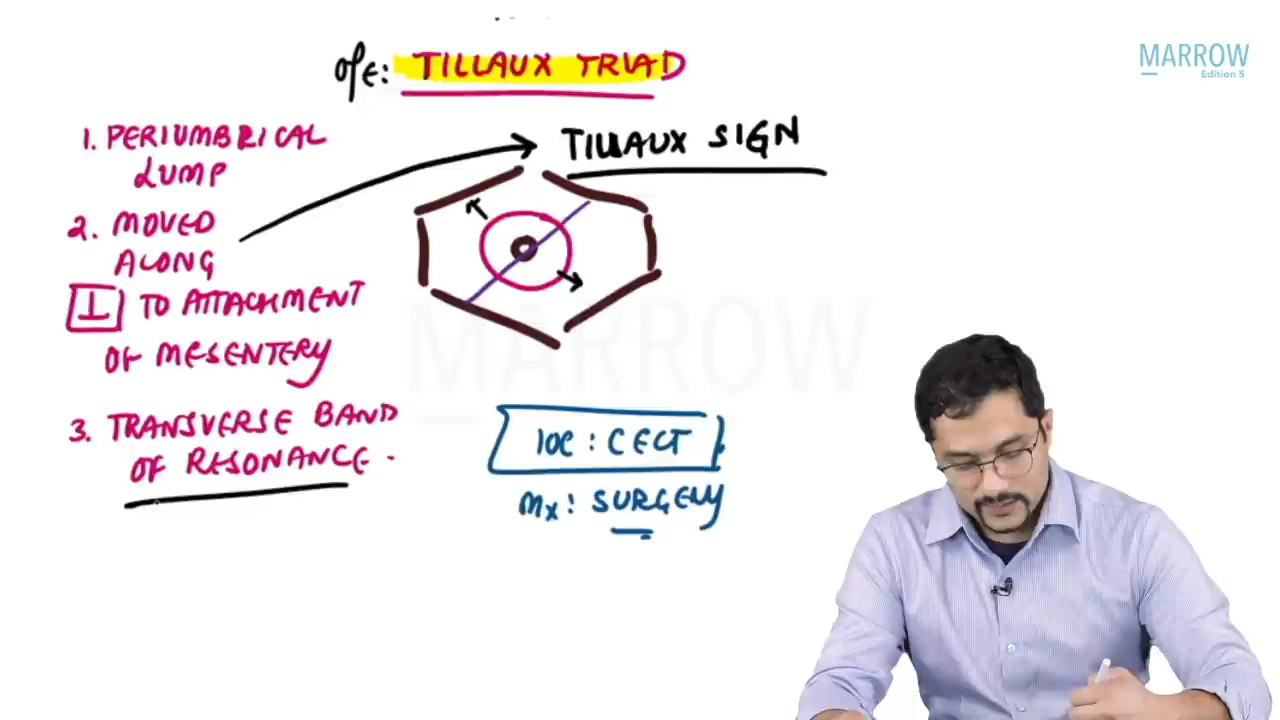 MARROW
Edition 5
O/E: TILLAUX TRIAD
1. PERIUMBRICAL
LUMP
2. MOVED
ALONG
⊥ TO ATTACHMENT
OF MESENTERY
3. TRANSVERSE BAND
OF RESONANCE.
TILLAUX SIGN
IOC: CECT
Mx: SURGERY
MARROW